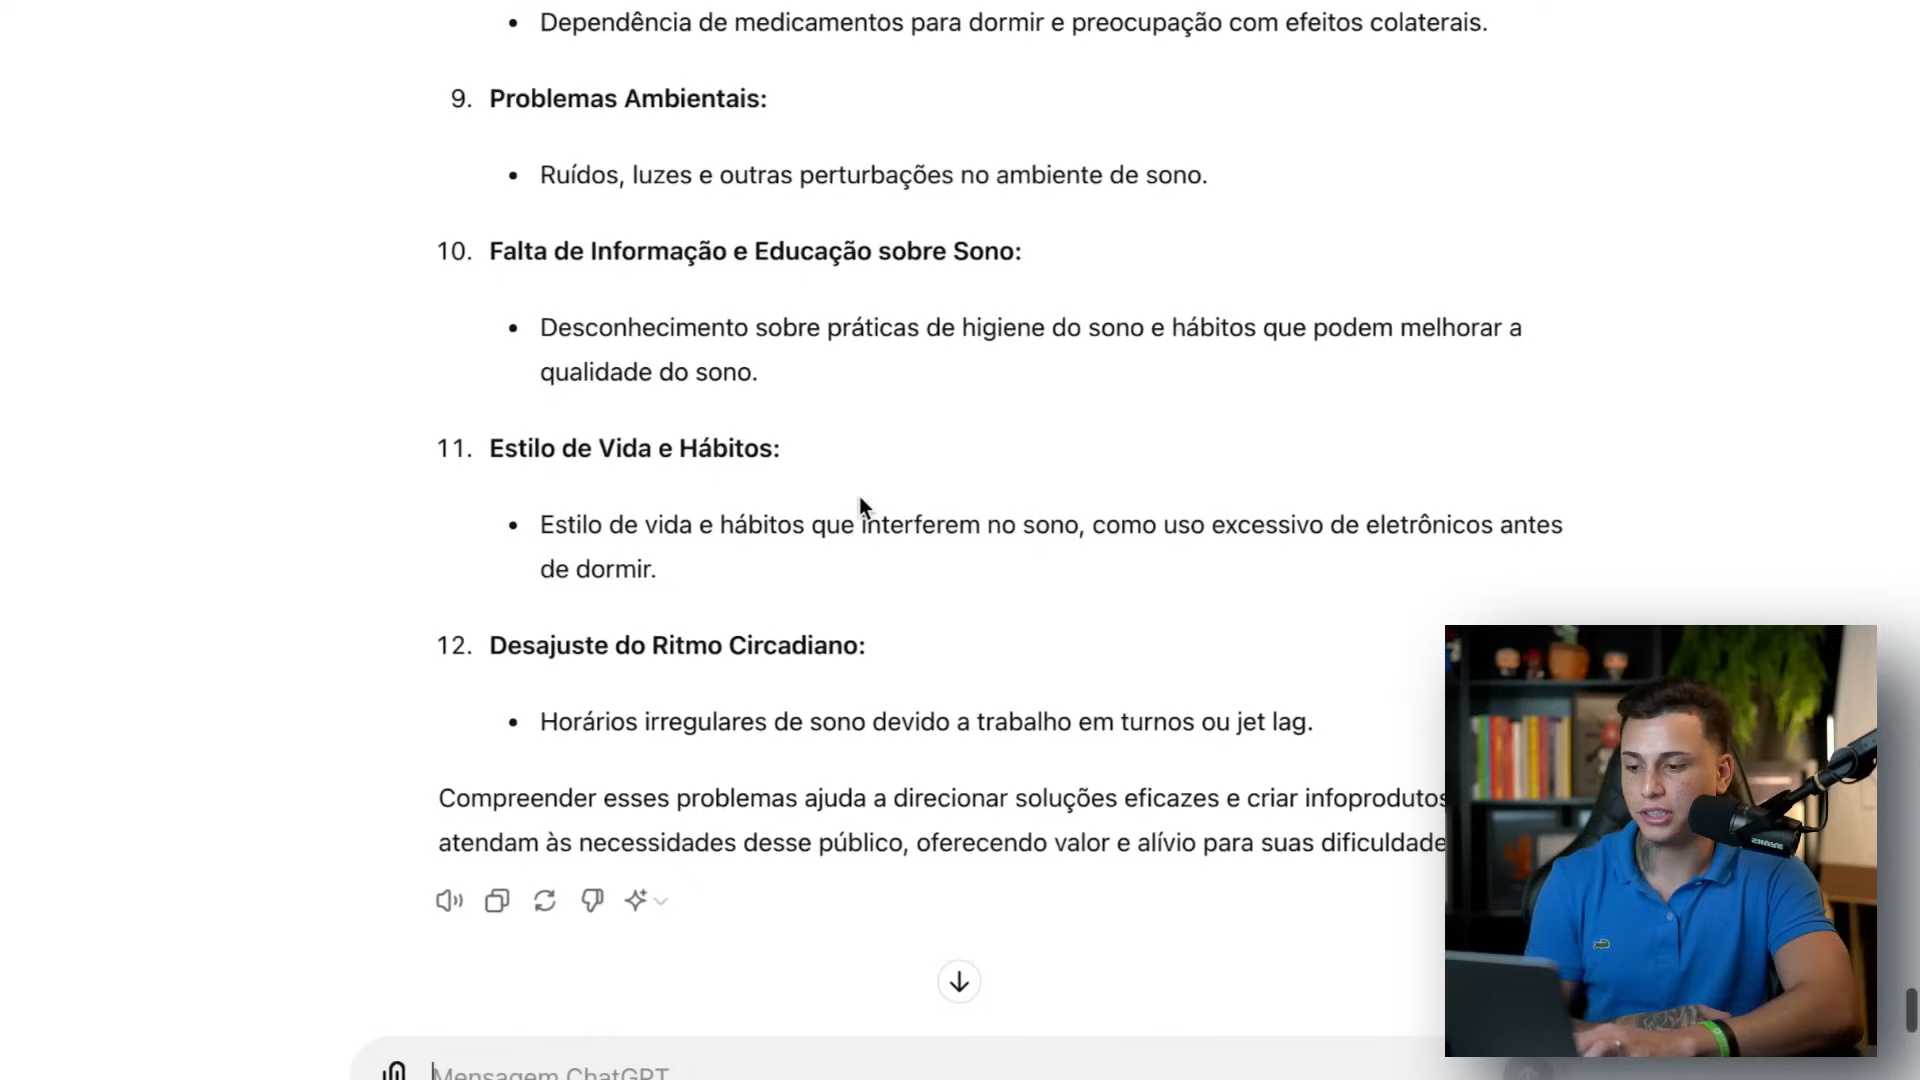 • Dependência de medicamentos para dormir e preocupação com efeitos colaterais.
9. Problemas Ambientais:
• Ruídos, luzes e outras perturbações no ambiente de sono.
10. Falta de Informação e Educação sobre Sono:
• Desconhecimento sobre práticas de higiene do sono e hábitos que podem melhorar a
qualidade do sono.
11. Estilo de Vida e Hábitos:
• Estilo de vida e hábitos que interferem no sono, como uso excessivo de eletrônicos antes
de dormir.
12. Desajuste do Ritmo Circadiano:
• Horários irregulares de sono devido a trabalho em turnos ou jet lag.
Compreender esses problemas ajuda a direcionar soluções eficazes e criar infoprodutos
atendam às necessidades desse público, oferecendo valor e alívio para suas dificuldade
Mensagem ChatGPT
SHURE